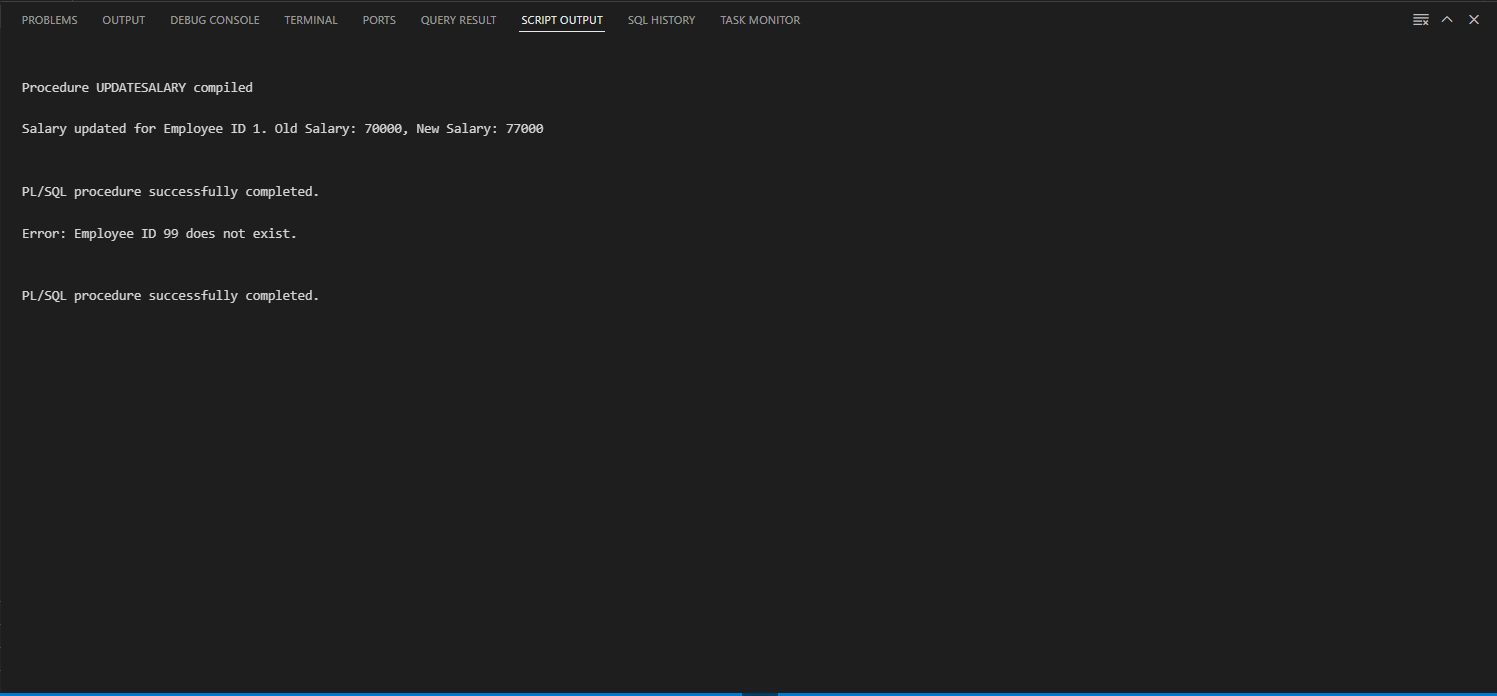 PROBLEMS OUTPUT DEBUG CONSOLE TERMINAL PORTS QUERY RESULT SCRIPT OUTPUT SQL HISTORY TASK MONITOR
Procedure UPDATESALARY compiled
Salary updated for Employee ID 1. Old Salary: 70000, New Salary: 77000
PL/SQL procedure successfully completed.
Error: Employee ID 99 does not exist.
PL/SQL procedure successfully completed.